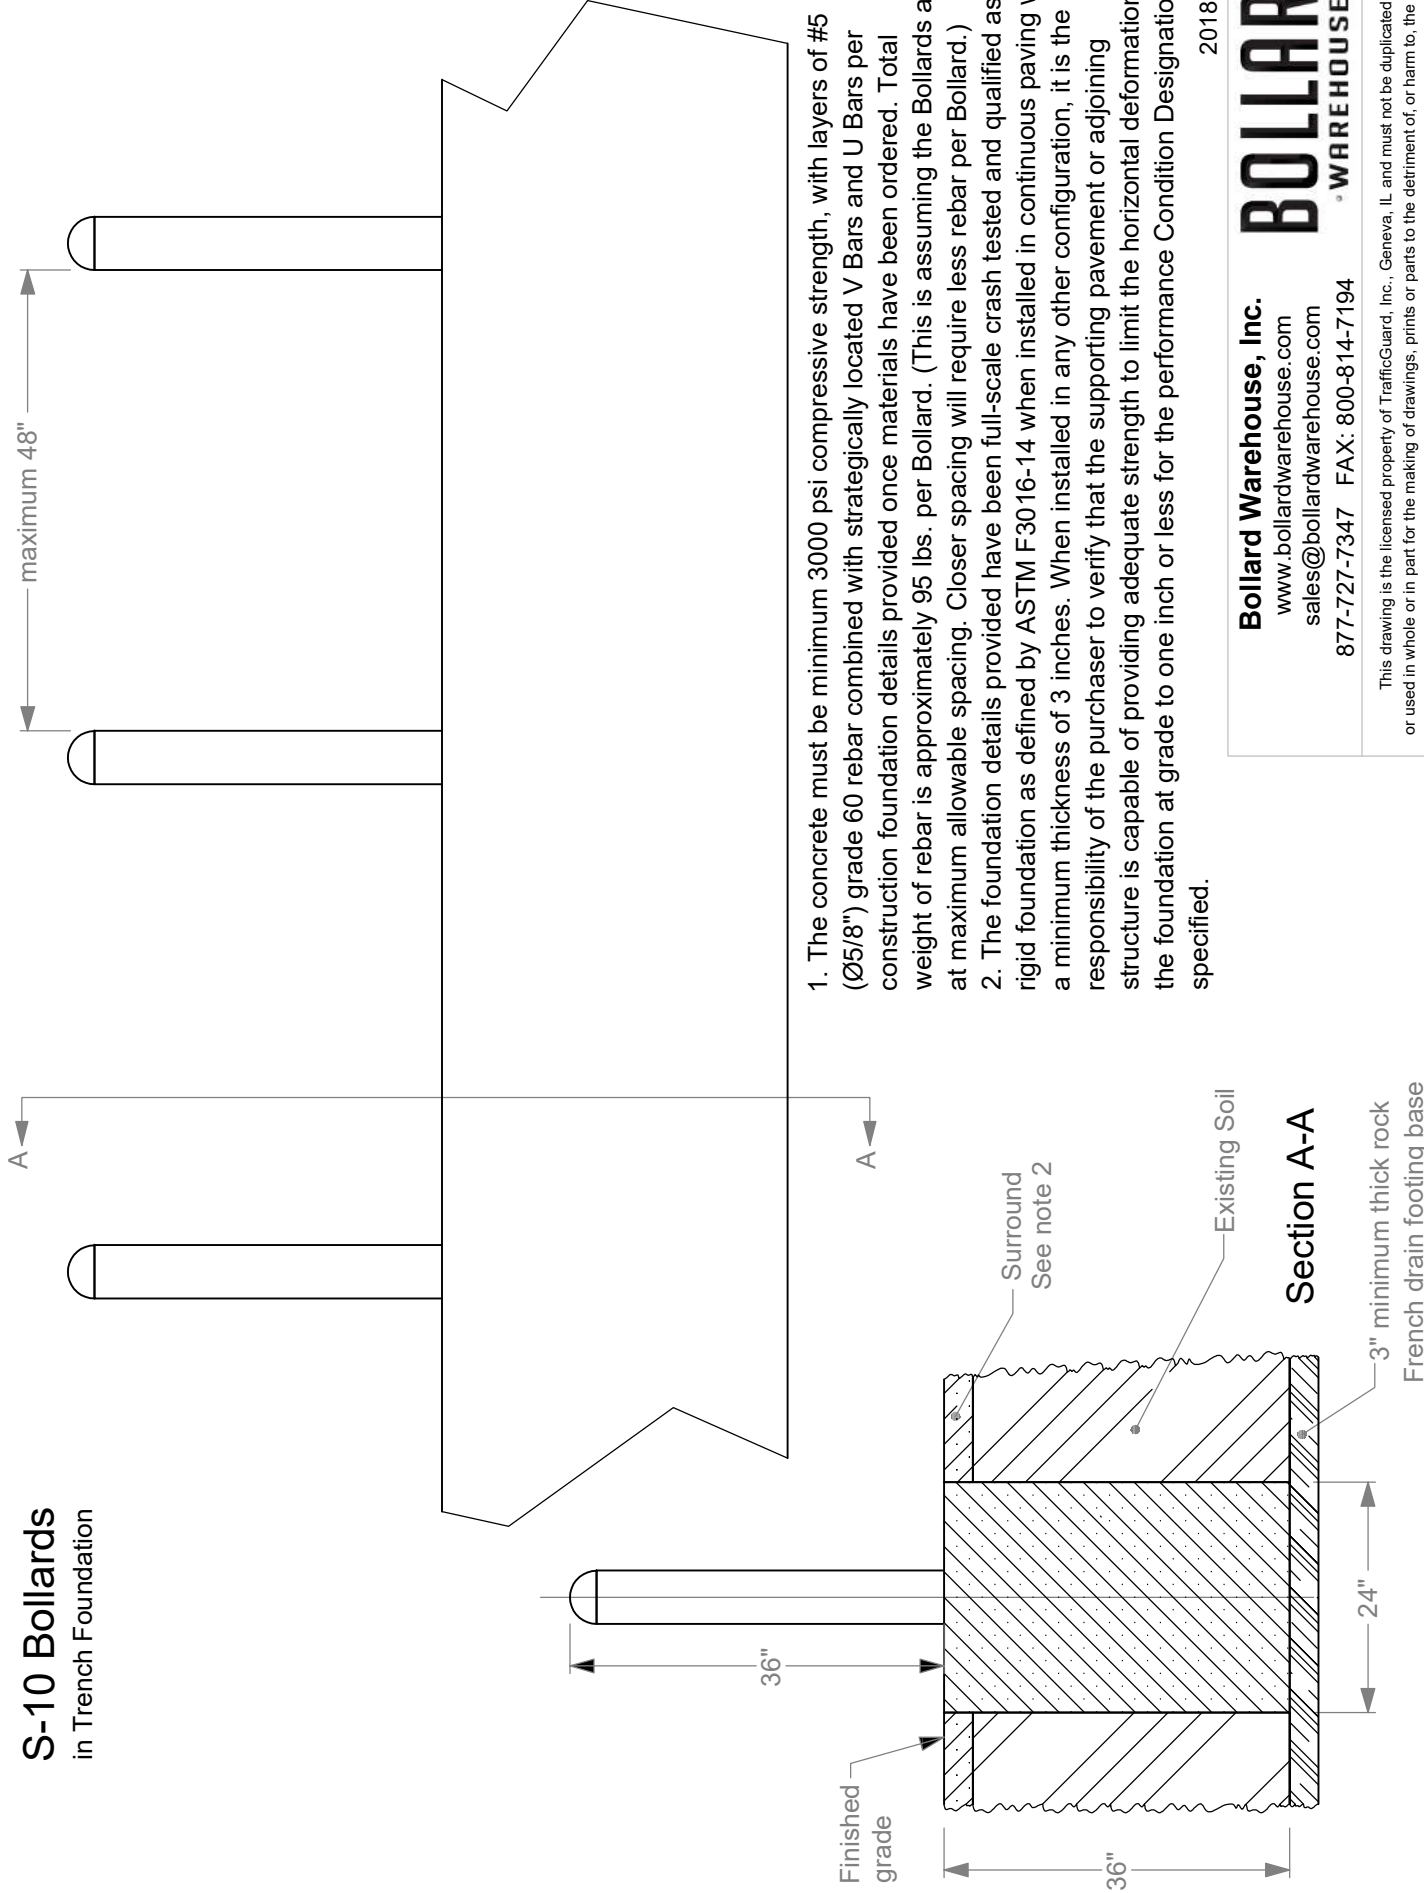 S-10 Bollards
in Trench Foundation
maximum 48"
A
A
36"
Finished
grade
36"
24"
Surround
See note 2
Existing Soil
Section A-A
3" minimum thick rock
French drain footing base
1. The concrete must be minimum 3000 psi compressive strength, with layers of #5
(Ø5/8") grade 60 rebar combined with strategically located V Bars and U Bars per
construction foundation details provided once materials have been ordered. Total
weight of rebar is approximately 95 lbs. per Bollard. (This is assuming the Bollards a
at maximum allowable spacing. Closer spacing will require less rebar per Bollard.)
2. The foundation details provided have been full-scale crash tested and qualified as
rigid foundation as defined by ASTM F3016-14 when installed in continuous paving
a minimum thickness of 3 inches. When installed in any other configuration, it is the
responsibility of the purchaser to verify that the supporting pavement or adjoining
structure is capable of providing adequate strength to limit the horizontal deformation
the foundation at grade to one inch or less for the performance Condition Designatio
specified.
2018
Bollard Warehouse, Inc.
www.bollardwarehouse.com
sales@bollardwarehouse.com
877-727-7347 FAX: 800-814-7194
BOLLAR
WAREHOUSE
This drawing is the licensed property of TrafficGuard, Inc., Geneva, IL and must not be duplicated
or used in whole or in part for the making of drawings, prints or parts to the detriment of, or harm to, the